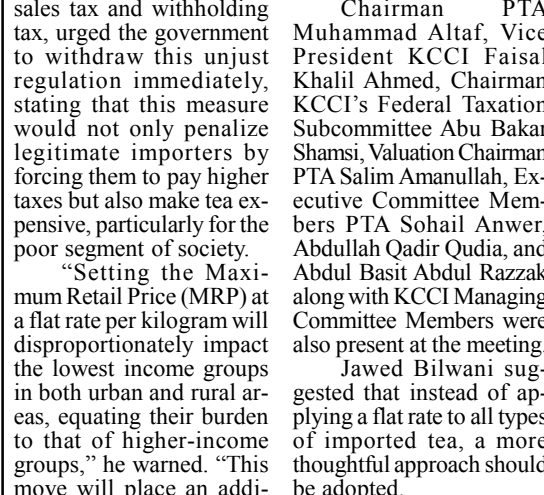 sales tax and withholding
tax, urged the government
to withdraw this unjust
regulation immediately,
stating that this measure
would not only penalize
legitimate importers by
forcing them to pay higher
taxes but also make tea ex-
pensive, particularly for the
poor segment of society.
“Setting the Maxi-
mum Retail Price (MRP) at
a flat rate per kilogram will
disproportionately impact
the lowest income groups
in both urban and rural ar-
eas, equating their burden
to that of higher-income
groups,” he warned. “This
move will place an addi-
Chairman PTA
Muhammad Altaf, Vice
President KCCI Faisal
Khalil Ahmed, Chairman
KCCI’s Federal Taxation
Subcommittee Abu Bakar
Shamsi, Valuation Chairman
PTA Salim Amanullah, Ex-
ecutive Committee Mem-
bers PTA Sohail Anwer,
Abdullah Qadir Qudia, and
Abdul Basit Abdul Razzak
along with KCCI Managing
Committee Members were
also present at the meeting.
Jawed Bilwani sug-
gested that instead of ap-
plying a flat rate to all types
of imported tea, a more
thoughtful approach should
be adopted.